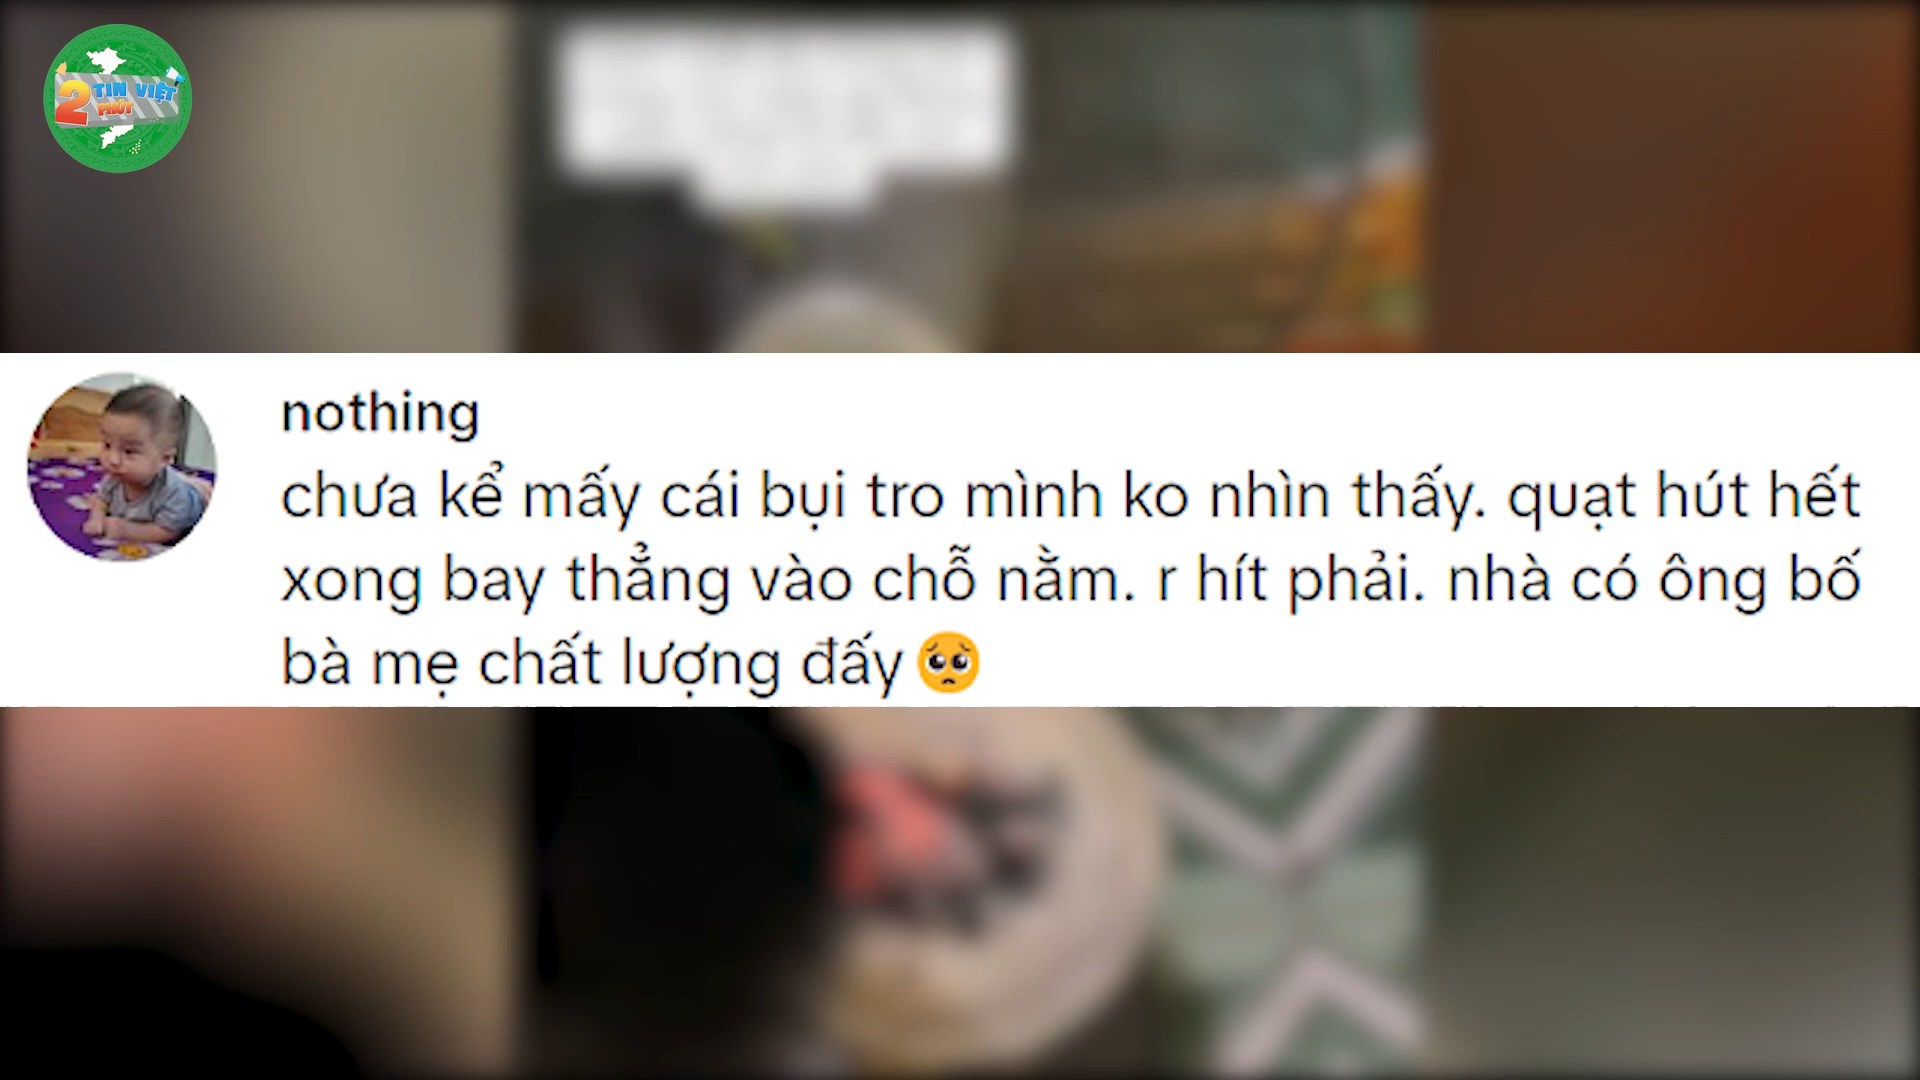 2 TIN VIỆT
PHÚT
nothing
chưa kể mấy cái bụi tro mình ko nhìn thấy. quạt hút hết
xong bay thẳng vào chỗ nằm. r hít phải. nhà có ông bố
bà mẹ chất lượng đấy🥺